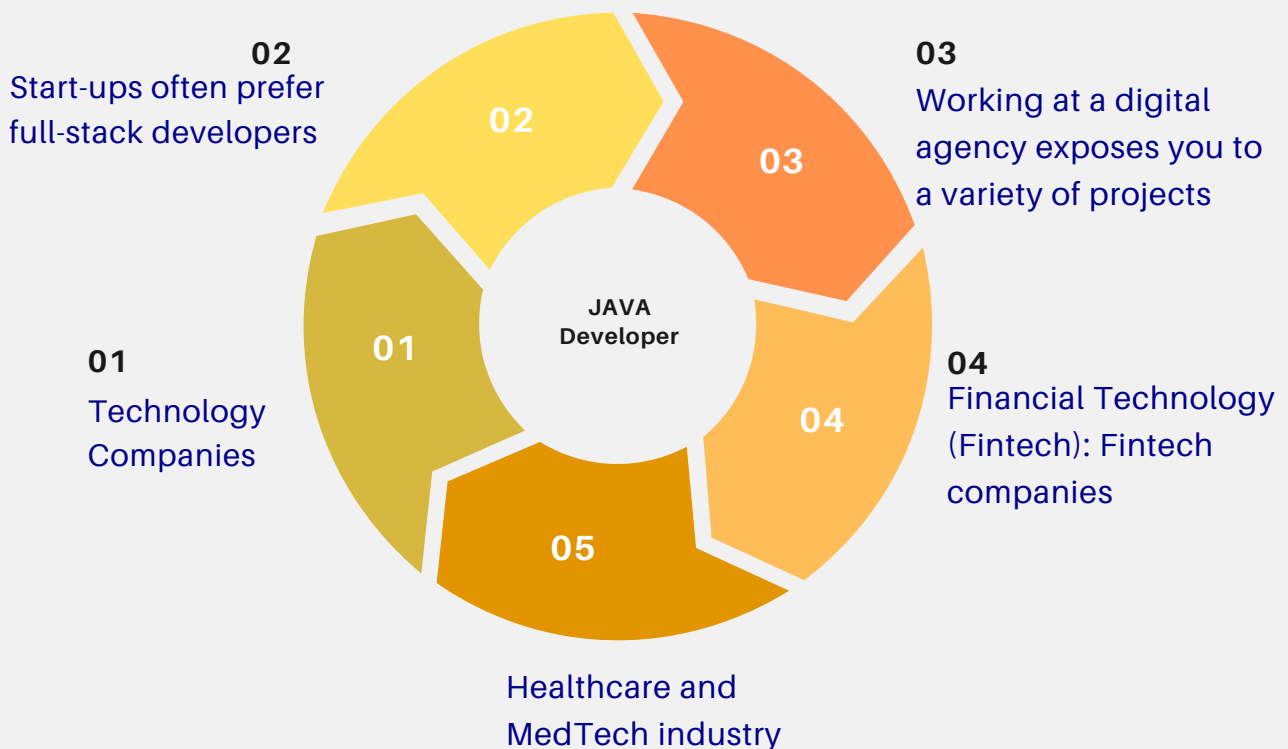 02
Start-ups often prefer
full-stack developers
02
03
03
Working at a digital
agency exposes you to
a variety of projects
JAVA
Developer
01
Technology
Companies
01
04
04
Financial Technology
(Fintech): Fintech
companies
05
Healthcare and
MedTech industry